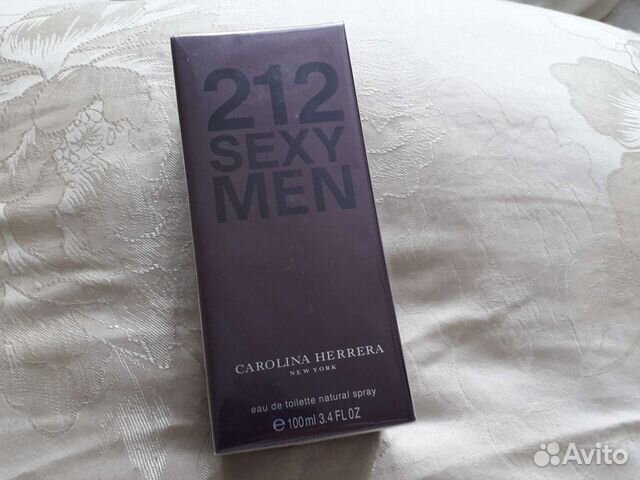 212
SEXY
MEN
CAROLINA HERRERA
NEW YORK
eau de toilette natural spray
℮ 100 ml 3.4 FL OZ
Avito